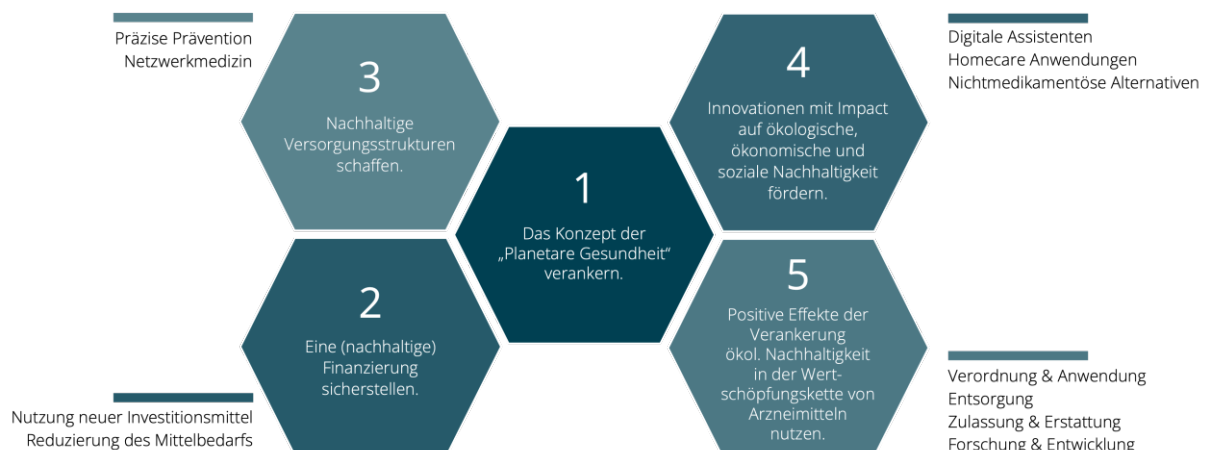 Präzise Prävention
Netzwerkmedizin
3
Nachhaltige
Versorgungsstrukturen
schaffen.
4
Innovationen mit Impact
auf ökologische,
ökonomische und
soziale Nachhaltigkeit
fördern.
Digitale Assistenten
Homecare Anwendungen
Nichtmedikamentöse Alternativen
1
Das Konzept der
„Planetare Gesundheit“
verankern.
2
Eine (nachhaltige)
Finanzierung
sicherstellen.
Nutzung neuer Investitionsmittel
Reduzierung des Mittelbedarfs
5
Positive Effekte der
Verankerung
ökol. Nachhaltigkeit
in der Wert-
schöpfungskette von
Arzneimitteln
nutzen.
Verordnung & Anwendung
Entsorgung
Zulassung & Erstattung
Forschung & Entwicklung